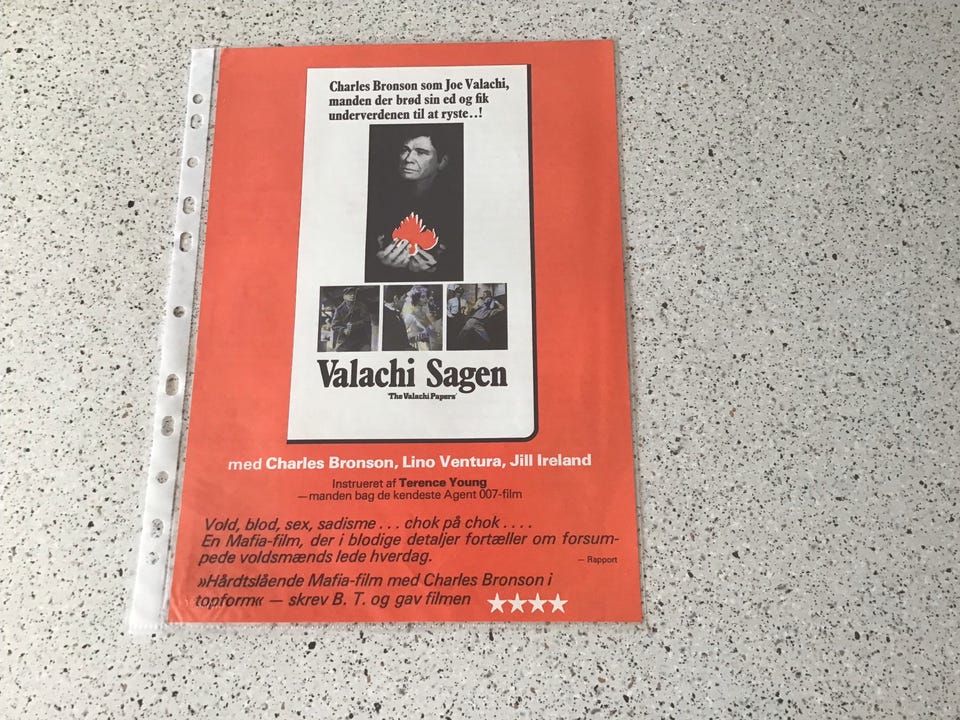 Charles Bronson som Joe Valachi,
manden der brød sin ed og fik
underverdenen til at ryste..!
Valachi Sagen
'The Valachi Papers'
med Charles Bronson, Lino Ventura, Jill Ireland
Instrueret af Terence Young
—manden bag de kendeste Agent 007-film
Vold, blod, sex, sadisme . . . chok på chok . . . .
En Mafia-film, der i blodige detaljer fortæller om forsum-
pede voldsmænds lede hverdag.
— Rapport
»Hårdtslående Mafia-film med Charles Bronson i
topform« — skrev B. T. og gav filmen ★★★★